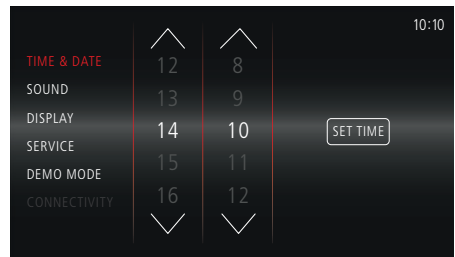 10:10
TIME & DATE
SOUND
DISPLAY
SERVICE
DEMO MODE
CONNECTIVITY
12
13
14
15
16
8
9
10
11
12
SET TIME